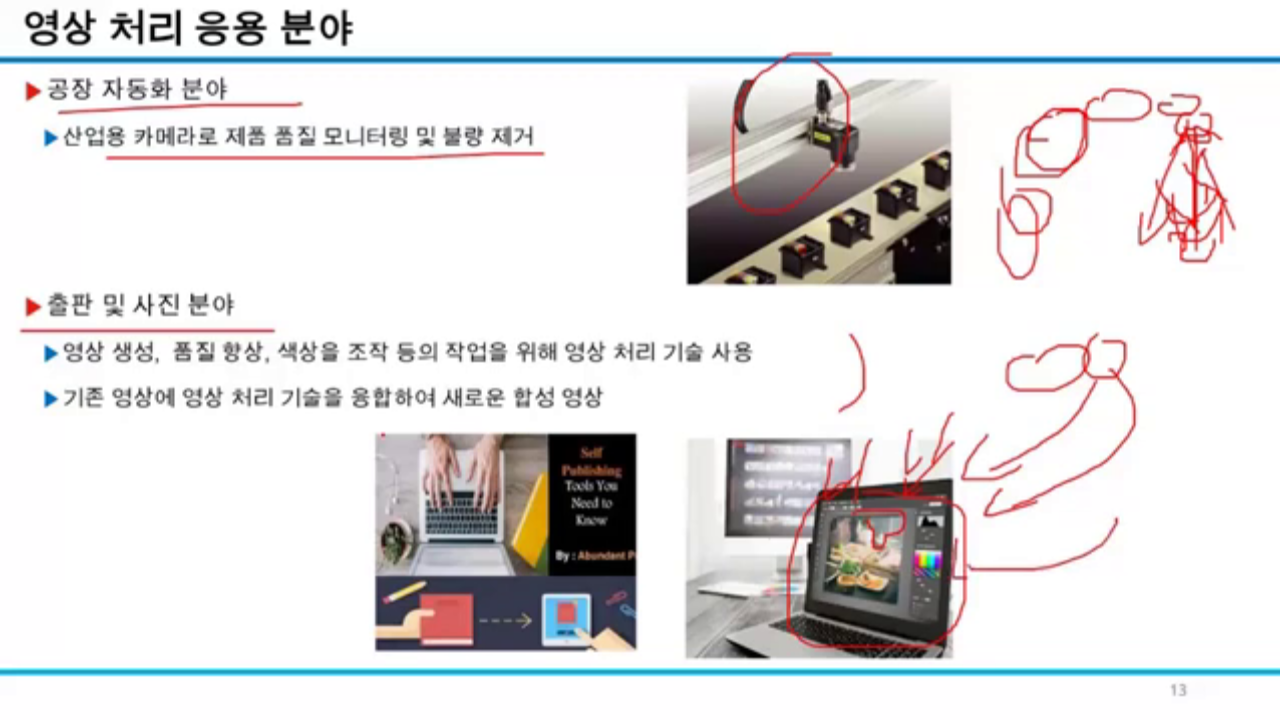 영상 처리 응용 분야
공장 자동화 분야
산업용 카메라로 제품 품질 모니터링 및 불량 제거
출판 및 사진 분야
영상 생성, 품질 향상, 색상을 조작 등의 작업을 위해 영상 처리 기술 사용
기존 영상에 영상 처리 기술을 융합하여 새로운 합성 영상
Self
Publishing
Tools You
Need to
Know
By : Abundent P
13